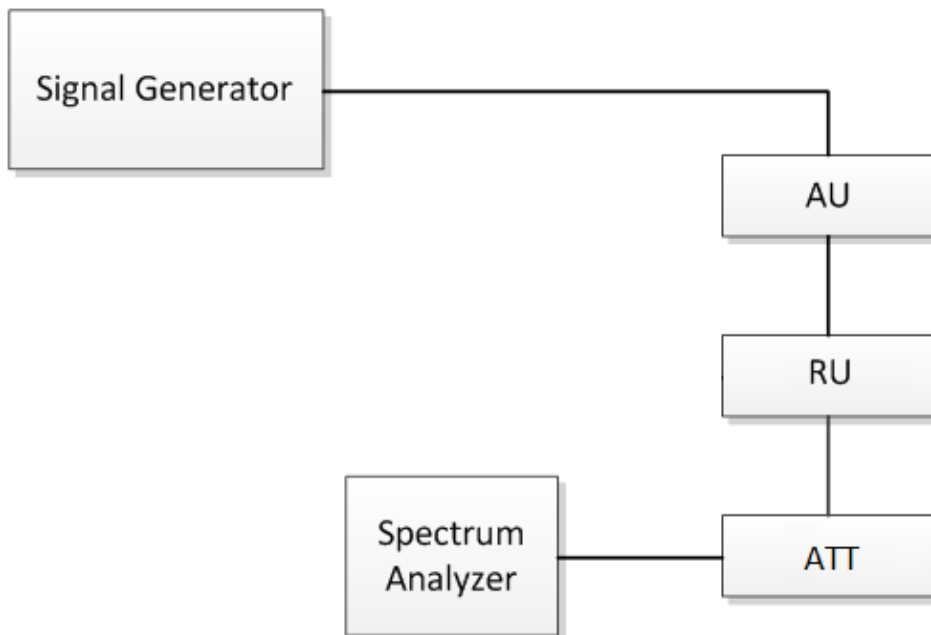 Signal Generator
AU
RU
Spectrum
Analyzer
ATT